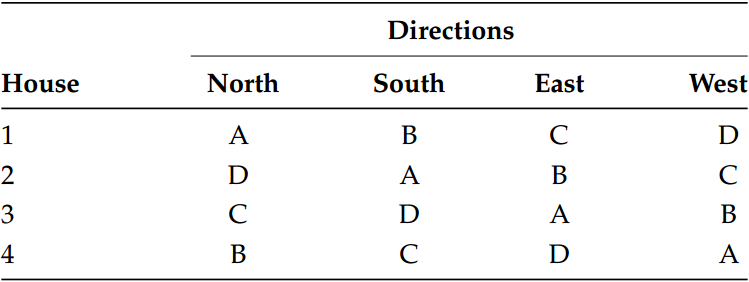 Directions
House North South East West
1 A B C D
2 D A B C
3 C D A B
4 B C D A